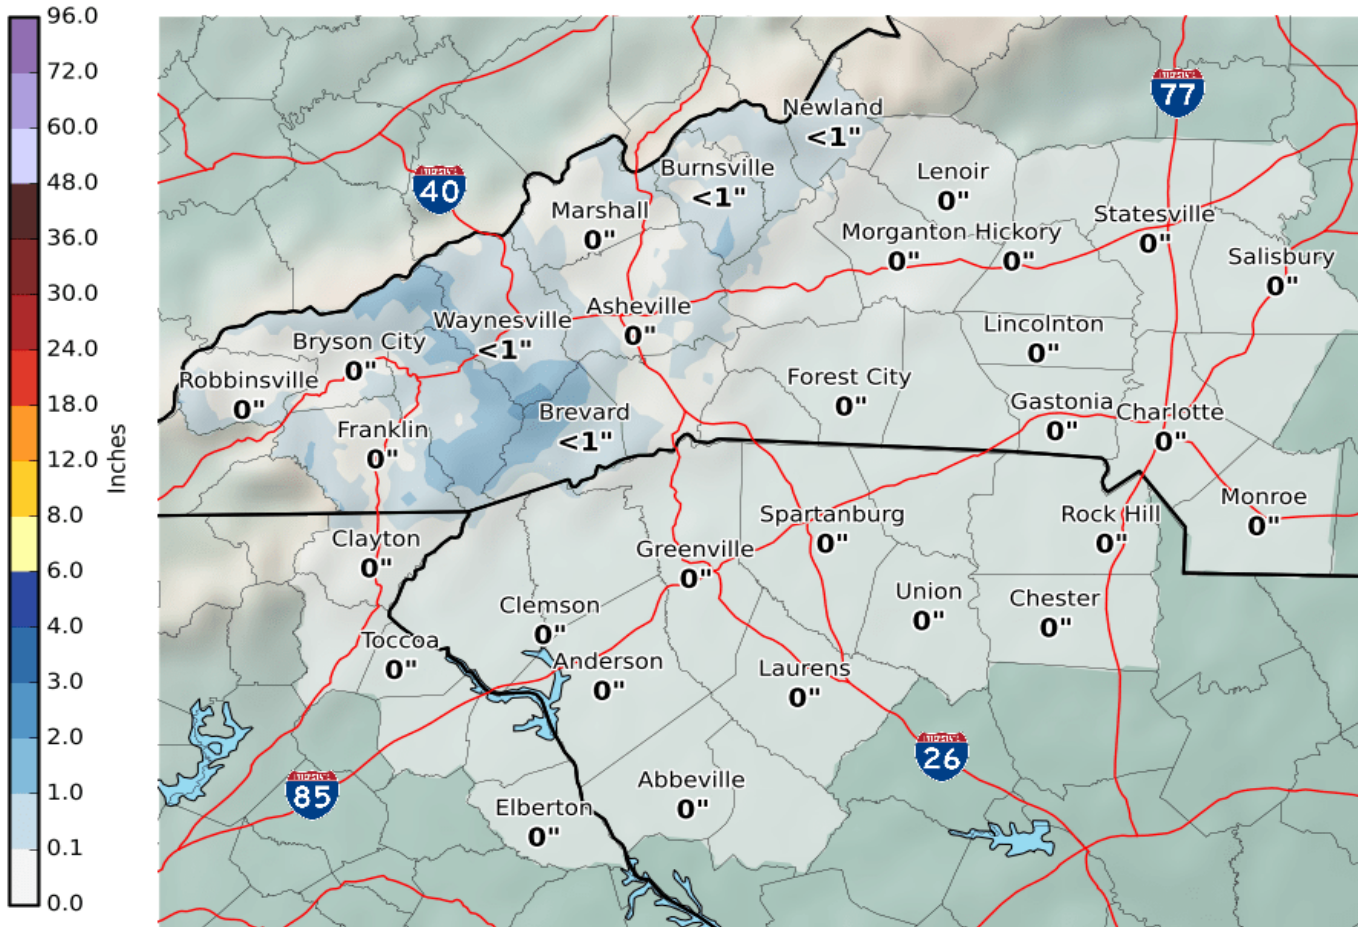 96.0
72.0
60.0
48.0
36.0
30.0
24.0
18.0
12.0
8.0
6.0
4.0
3.0
2.0
1.0
0.1
0.0
Inches
Newland
<1"
77
Burnsville
<1"
Lenoir
0"
40
Marshall
0"
Statesville
0"
Morganton
0"
Hickory
0"
Salisbury
0"
Asheville
0"
Waynesville
<1"
Lincolnton
0"
Bryson City
0"
Robbinsville
0"
Forest City
0"
Gastonia
0"
Charlotte
0"
Brevard
<1"
Franklin
0"
Monroe
0"
Spartanburg
0"
Rock Hill
0"
Clayton
0"
Greenville
0"
Union
0"
Chester
0"
Clemson
0"
Toccoa
0"
Anderson
0"
Laurens
0"
26
85
Abbeville
0"
Elberton
0"